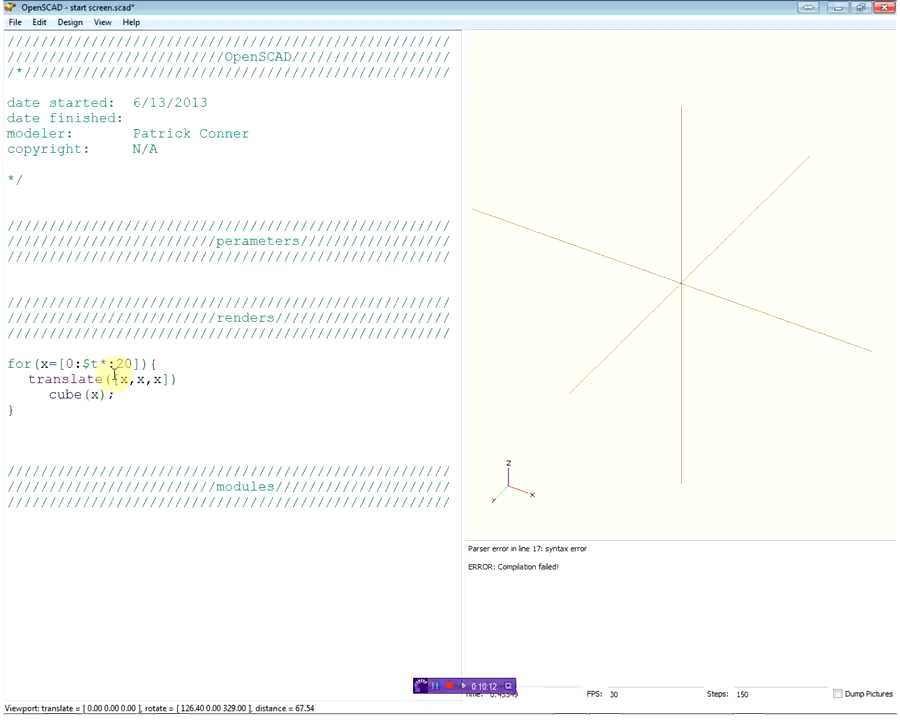 OpenSCAD - start screen.scad*
File Edit Design View Help
//////////////////////////////////////////////////////
//////////////////////////OpenSCAD///////////////////
/*////////////////////////////////////////////////////
date started: 6/13/2013
date finished:
modeler: Patrick Conner
copyright: N/A
*/
//////////////////////////////////////////////////////
/////////////////////////perameters//////////////////
//////////////////////////////////////////////////////
//////////////////////////////////////////////////////
/////////////////////////renders/////////////////////
//////////////////////////////////////////////////////
for(x=[0:$t*:20]){
translate([x,x,x])
cube(x);
}
//////////////////////////////////////////////////////
/////////////////////////modules/////////////////////
//////////////////////////////////////////////////////
Z
Y
X
Parser error in line 17: syntax error
ERROR: Compilation failed!
0:10:12
FPS: 30 Steps: 150 Dump Pictures
Viewport: translate = [ 0.00 0.00 0.00 ], rotate = [ 126.40 0.00 329.00 ], distance = 67.54